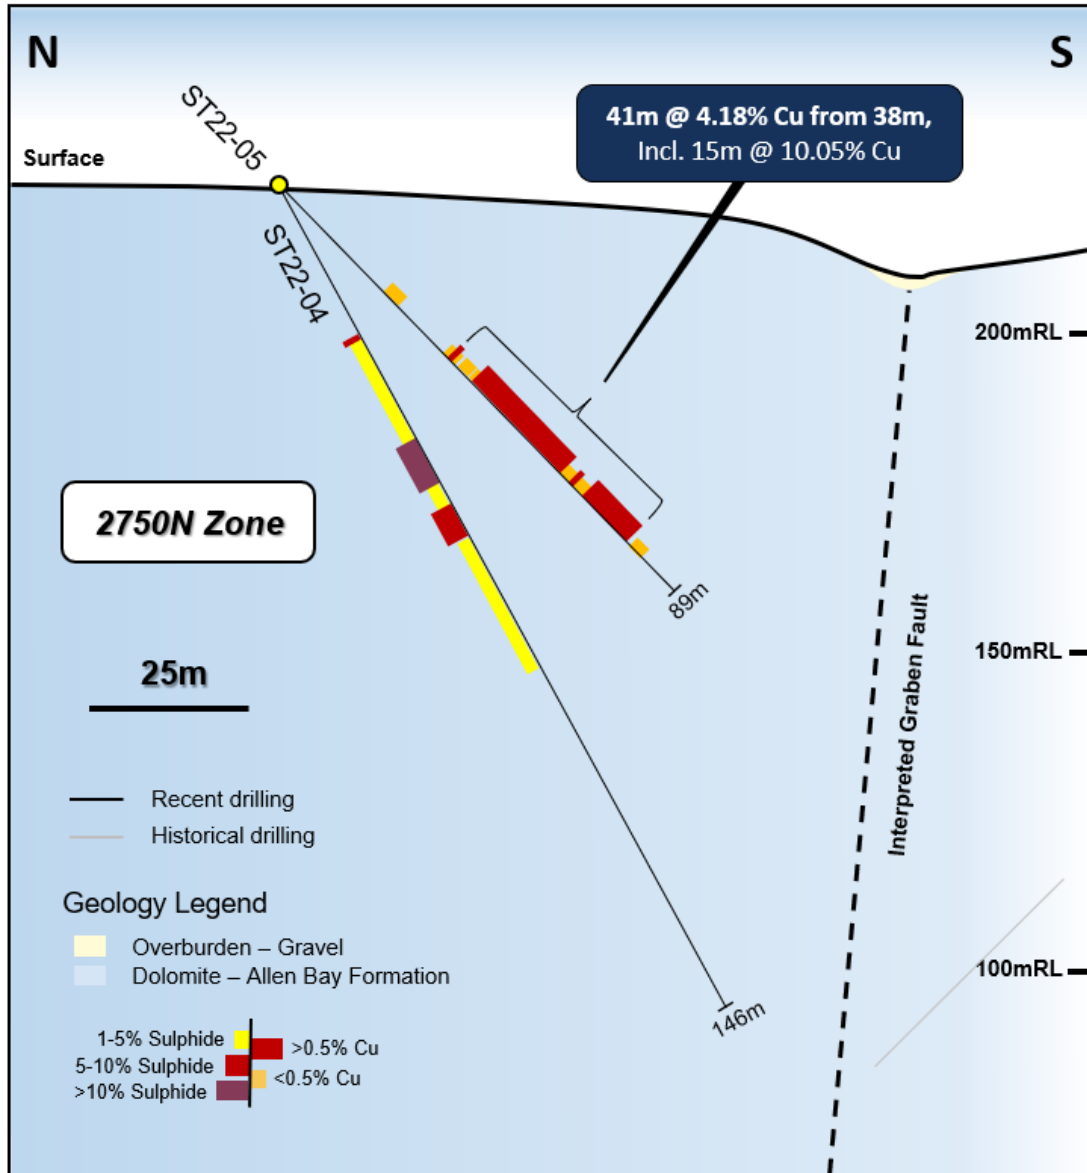 N
S
ST22-05
41m @ 4.18% Cu from 38m,
Incl. 15m @ 10.05% Cu
Surface
ST22-04
200mRL
2750N Zone
89m
150mRL
25m
Interpreted Graben Fault
Recent drilling
Historical drilling
Geology Legend
Overburden – Gravel
Dolomite – Allen Bay Formation
100mRL
146m
1-5% Sulphide
>0.5% Cu
5-10% Sulphide
<0.5% Cu
>10% Sulphide